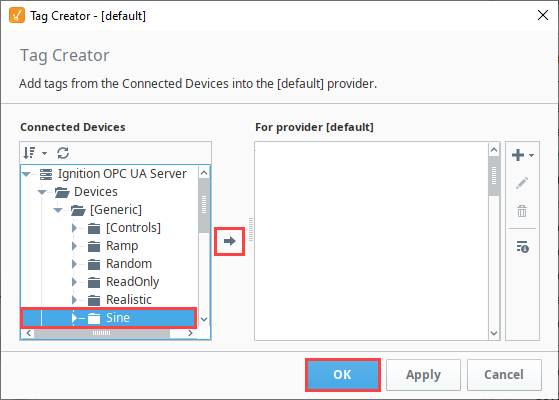 Tag Creator - [default]
Tag Creator
Add tags from the Connected Devices into the [default] provider.
Connected Devices
For provider [default]
Ignition OPC UA Server
Devices
[Generic]
[Controls]
Ramp
Random
ReadOnly
Realistic
Sine
OK
Apply
Cancel